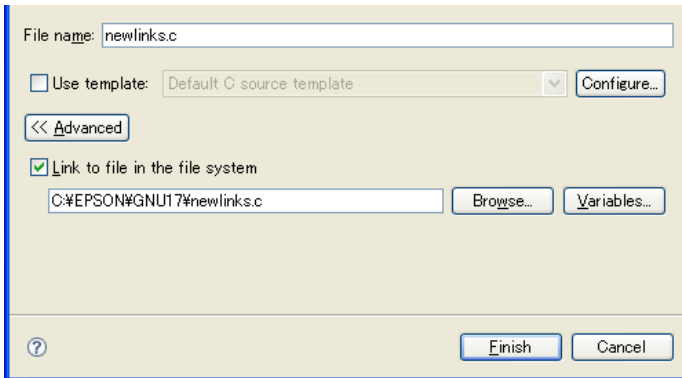 File name: newlinks.c
Use template: Default C source template Configure...
<< Advanced
Link to file in the file system
C:¥EPSON¥GNU17¥newlinks.c Browse... Variables...
? Finish Cancel